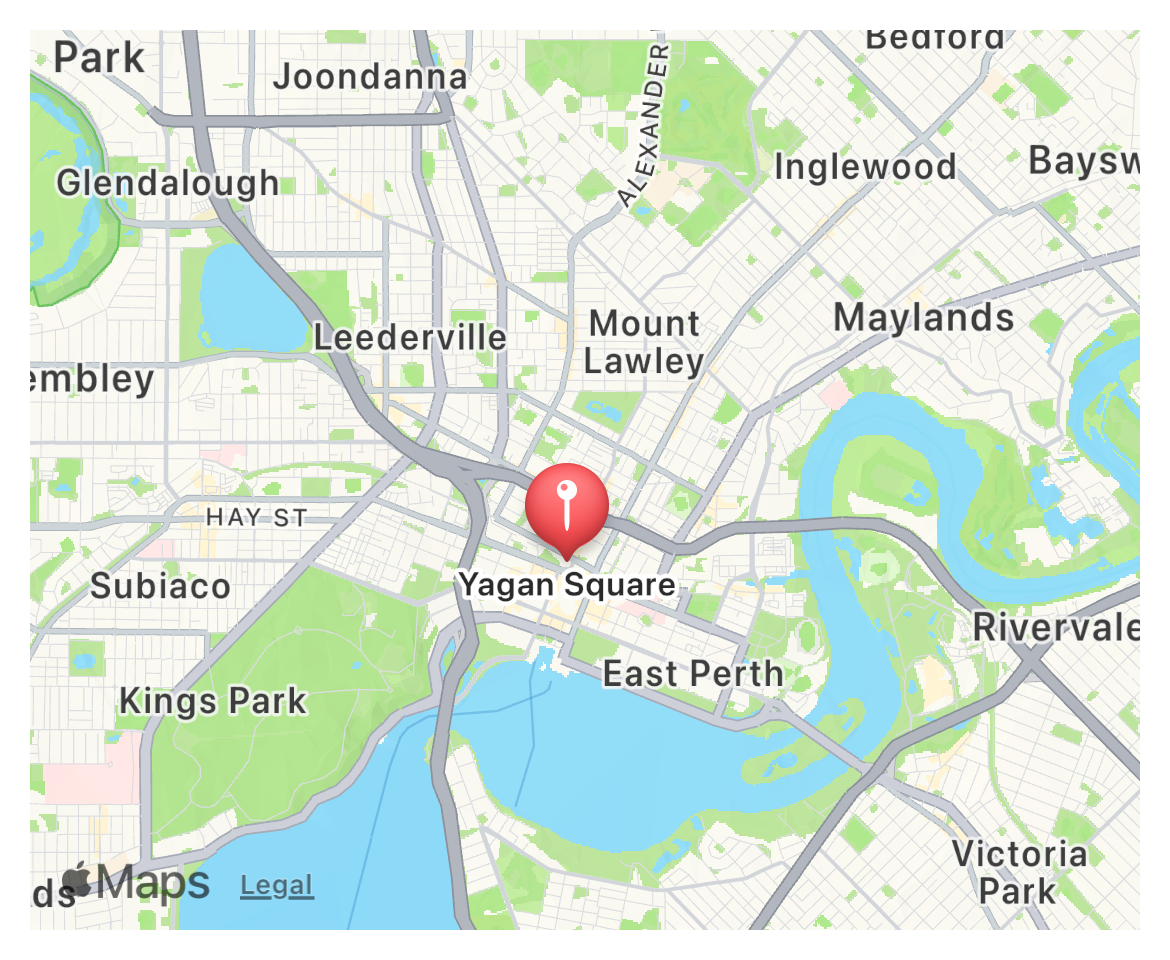 Park
Joondanna
Bedford
ALEXANDER
Inglewood
Baysw
Glendalough
Leederville
Mount
Lawley
Maylands
embley
HAY ST
Subiaco
Yagan Square
Rivervale
Kings Park
East Perth
Victoria
Park
ds
Maps
Legal